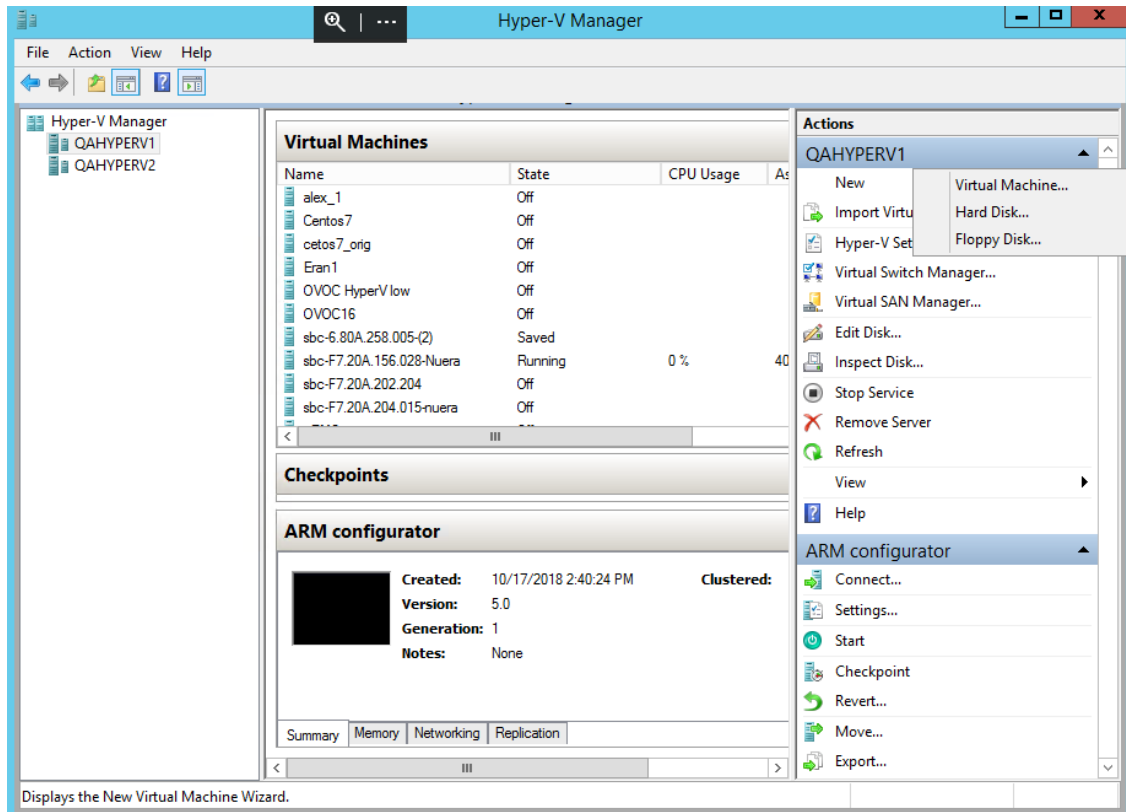 Hyper-V Manager
File Action View Help
Hyper-V Manager
QAHYPERV1
QAHYPERV2
Virtual Machines
Name State CPU Usage As
alex_1 Off
Centos7 Off
cetos7_orig Off
Eran1 Off
OVOC HyperV low Off
OVOC16 Off
sbc-6.80A.258.005-(2) Saved
sbc-F7.20A.156.028-Nuera Running 0 % 40
sbc-F7.20A.202.204 Off
sbc-F7.20A.204.015-nuera Off
Checkpoints
ARM configurator
Created: 10/17/2018 2:40:24 PM Clustered:
Version: 5.0
Generation: 1
Notes: None
Summary Memory Networking Replication
Actions
QAHYPERV1
New
Virtual Machine...
Hard Disk...
Floppy Disk...
Import Virtu
Hyper-V Set
Virtual Switch Manager...
Virtual SAN Manager...
Edit Disk...
Inspect Disk...
Stop Service
Remove Server
Refresh
View
Help
ARM configurator
Connect...
Settings...
Start
Checkpoint
Revert...
Move...
Export...
Displays the New Virtual Machine Wizard.